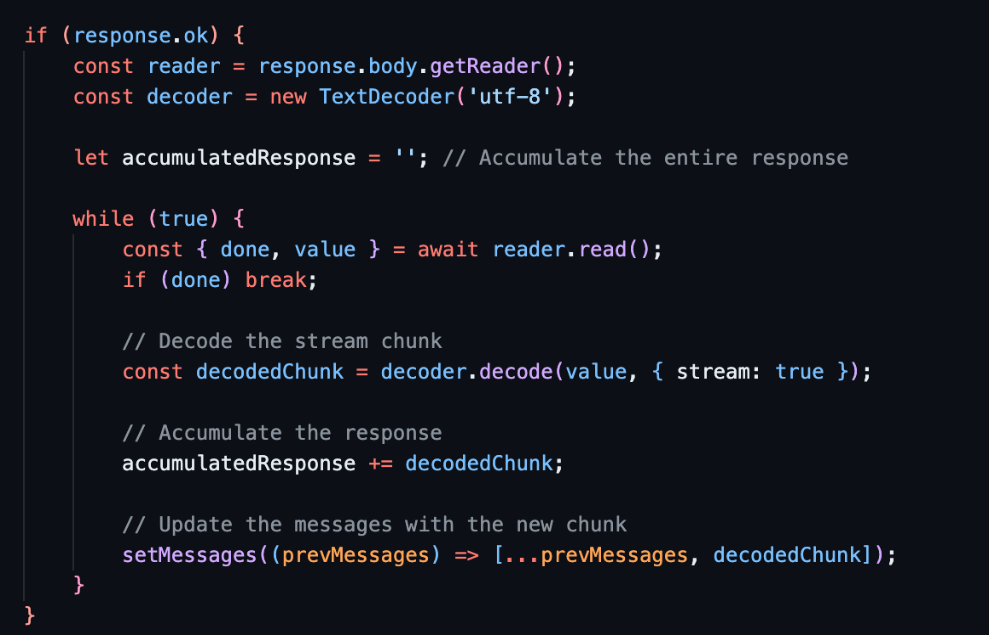 if (response.ok) {
const reader = response.body.getReader();
const decoder = new TextDecoder('utf-8');
let accumulatedResponse = ''; // Accumulate the entire response
while (true) {
const { done, value } = await reader.read();
if (done) break;
// Decode the stream chunk
const decodedChunk = decoder.decode(value, { stream: true });
// Accumulate the response
accumulatedResponse += decodedChunk;
// Update the messages with the new chunk
setMessages((prevMessages) => [...prevMessages, decodedChunk]);
}
}